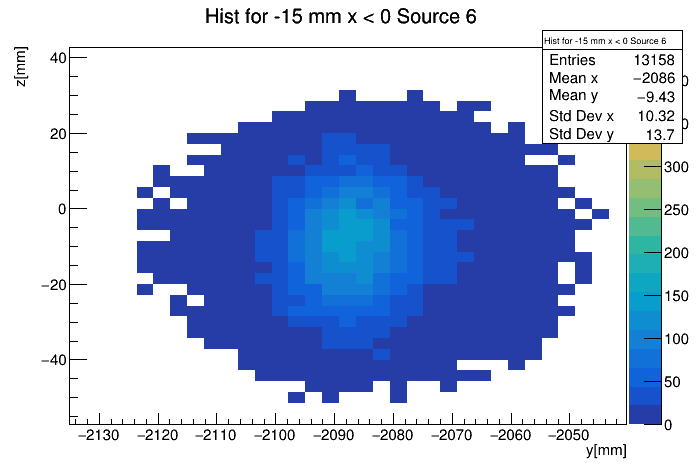 Hist for -15 mm x < 0 Source 6
z[mm]
Hist for -15 mm x < 0 Source 6
Entries 13158
Mean x −2086
Mean y −9.43
Std Dev x 10.32
Std Dev y 13.7
40
20
0
−20
−40
300
250
200
150
100
50
0
−2130 −2120 −2110 −2100 −2090 −2080 −2070 −2060 −2050
y[mm]